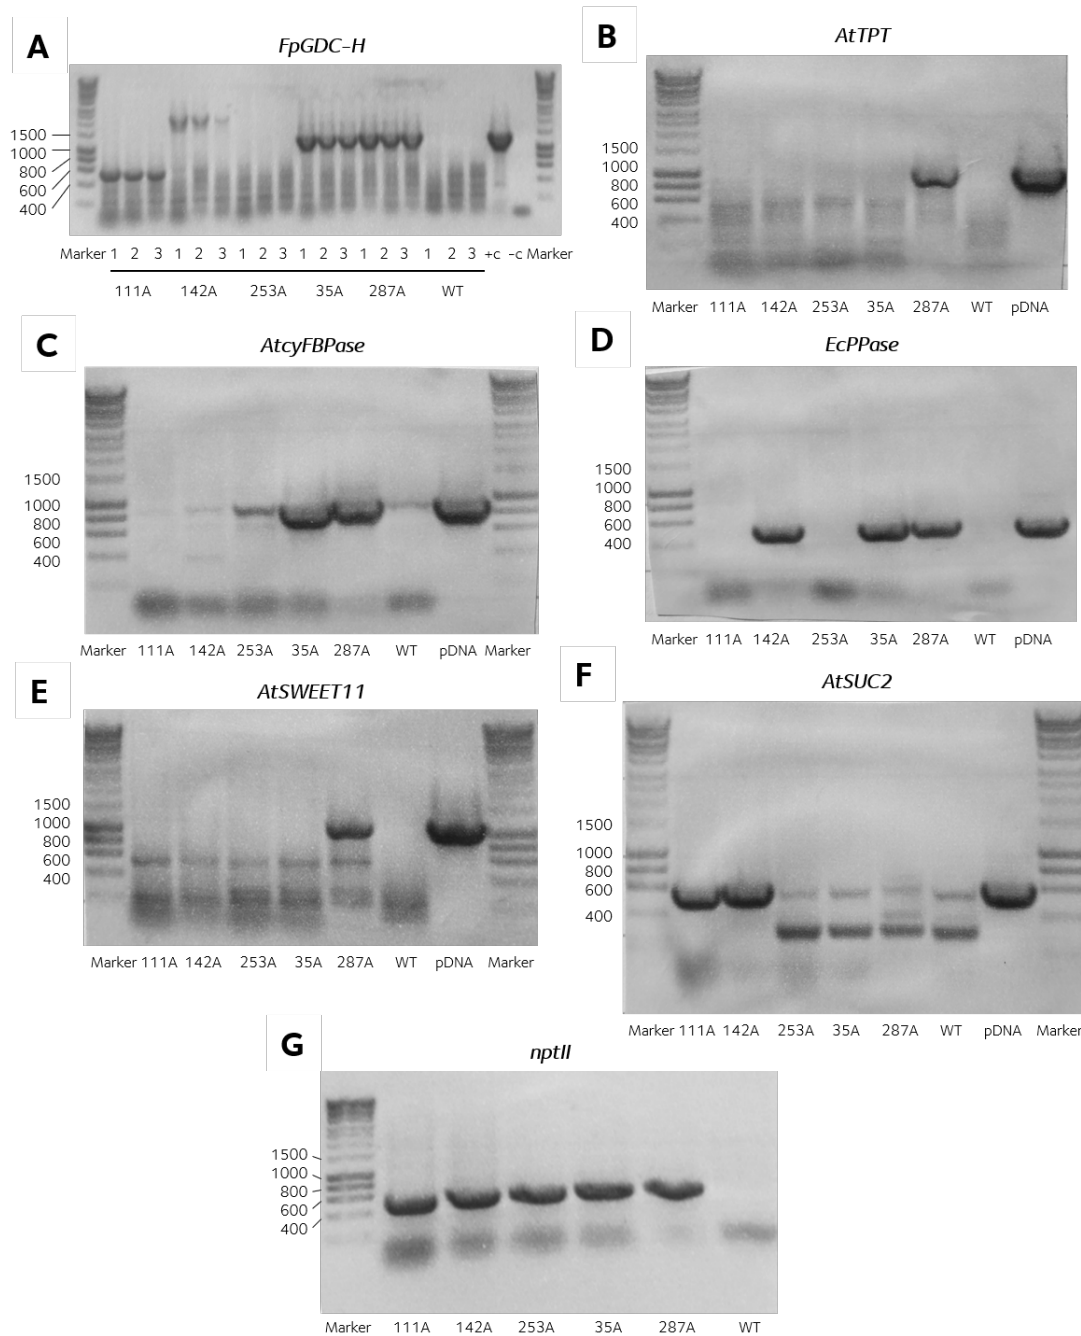 A
FpGDC-H
1500
1000
800
600
400
Marker 1 2 3 1 2 3 1 2 3 1 2 3 1 2 3 1 2 3 +c -c Marker
111A 142A 253A 35A 287A WT
B
AtTPT
1500
1000
800
600
400
Marker 111A 142A 253A 35A 287A WT pDNA
C
AtcyFBPase
1500
1000
800
600
400
Marker 111A 142A 253A 35A 287A WT pDNA Marker
D
EcPPase
1500
1000
800
600
400
Marker 111A 142A 253A 35A 287A WT pDNA
E
AtSWEET11
1500
1000
800
600
400
Marker 111A 142A 253A 35A 287A WT pDNA Marker
F
AtSUC2
1500
1000
800
600
400
Marker 111A 142A 253A 35A 287A WT pDNA Marker
G
nptII
1500
1000
800
600
400
Marker 111A 142A 253A 35A 287A WT